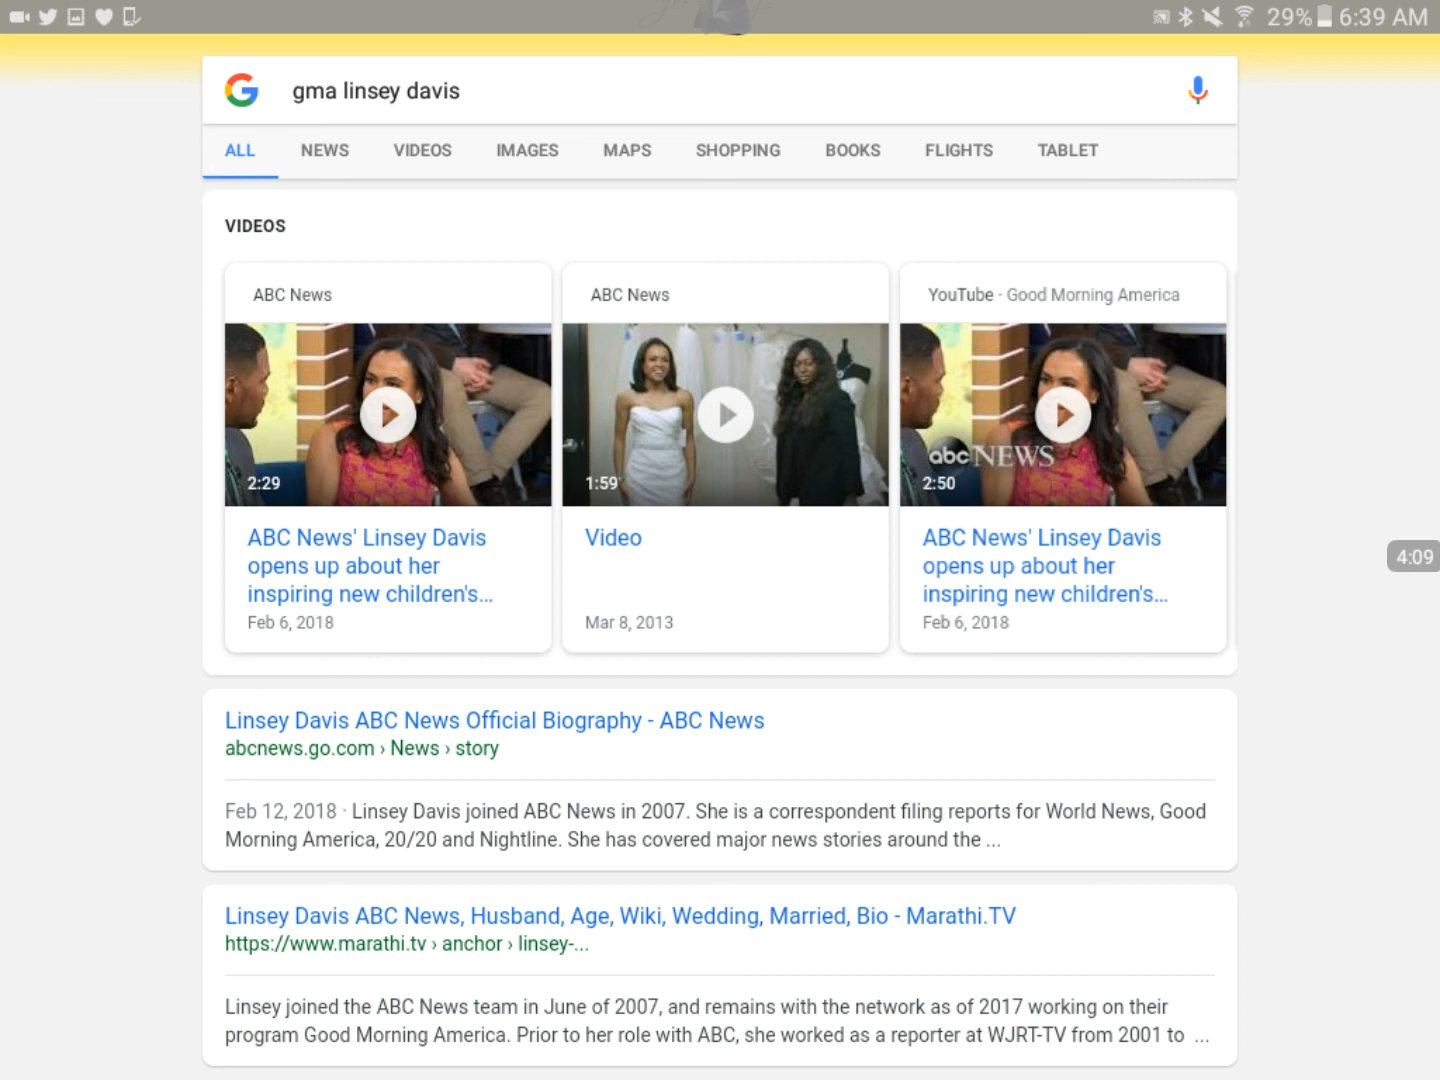 29% 6:39 AM
gma linsey davis
ALL NEWS VIDEOS IMAGES MAPS SHOPPING BOOKS FLIGHTS TABLET
VIDEOS
ABC News
2:29
ABC News' Linsey Davis
opens up about her
inspiring new children's...
Feb 6, 2018
ABC News
1:59
Video
Mar 8, 2013
YouTube · Good Morning America
abc NEWS
2:50
ABC News' Linsey Davis
opens up about her
inspiring new children's...
Feb 6, 2018
4:09
Linsey Davis ABC News Official Biography - ABC News
abcnews.go.com › News › story
Feb 12, 2018 · Linsey Davis joined ABC News in 2007. She is a correspondent filing reports for World News, Good
Morning America, 20/20 and Nightline. She has covered major news stories around the ...
Linsey Davis ABC News, Husband, Age, Wiki, Wedding, Married, Bio - Marathi.TV
https://www.marathi.tv › anchor › linsey-...
Linsey joined the ABC News team in June of 2007, and remains with the network as of 2017 working on their
program Good Morning America. Prior to her role with ABC, she worked as a reporter at WJRT-TV from 2001 to ...